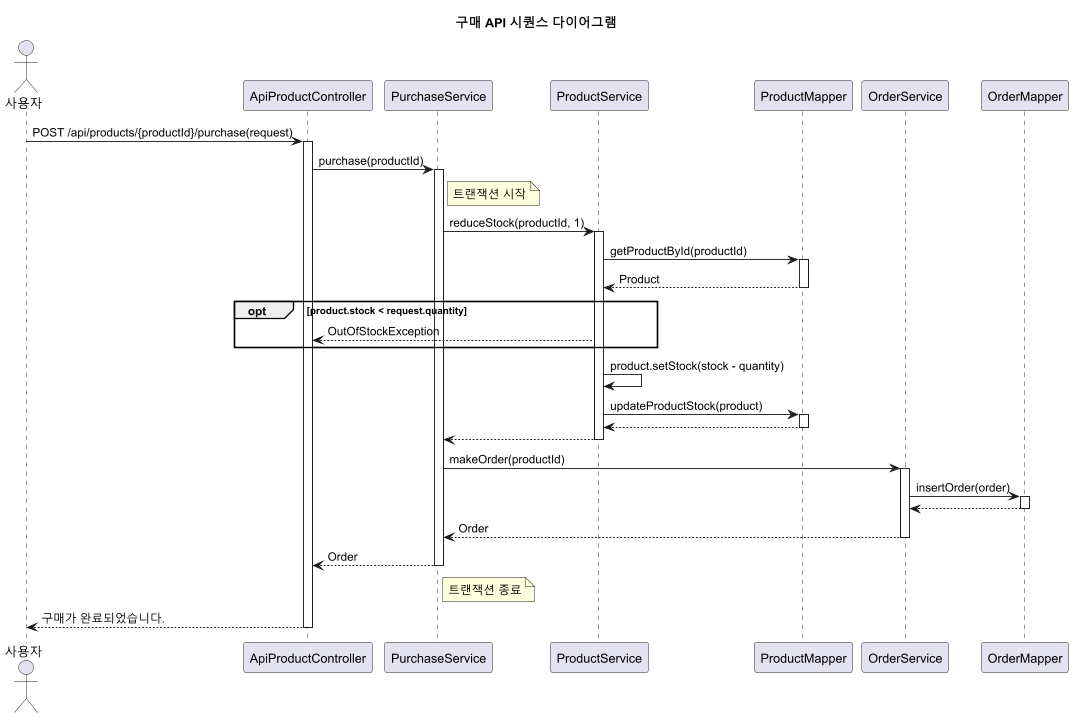 구매 API 시퀀스 다이어그램
사용자
ApiProductController
PurchaseService
ProductService
ProductMapper
OrderService
OrderMapper
POST /api/products/{productId}/purchase(request)
purchase(productId)
트랜잭션 시작
reduceStock(productId, 1)
getProductById(productId)
Product
opt
[product.stock < request.quantity]
OutOfStockException
product.setStock(stock - quantity)
updateProductStock(product)
makeOrder(productId)
insertOrder(order)
Order
Order
트랜잭션 종료
구매가 완료되었습니다.
사용자
ApiProductController
PurchaseService
ProductService
ProductMapper
OrderService
OrderMapper